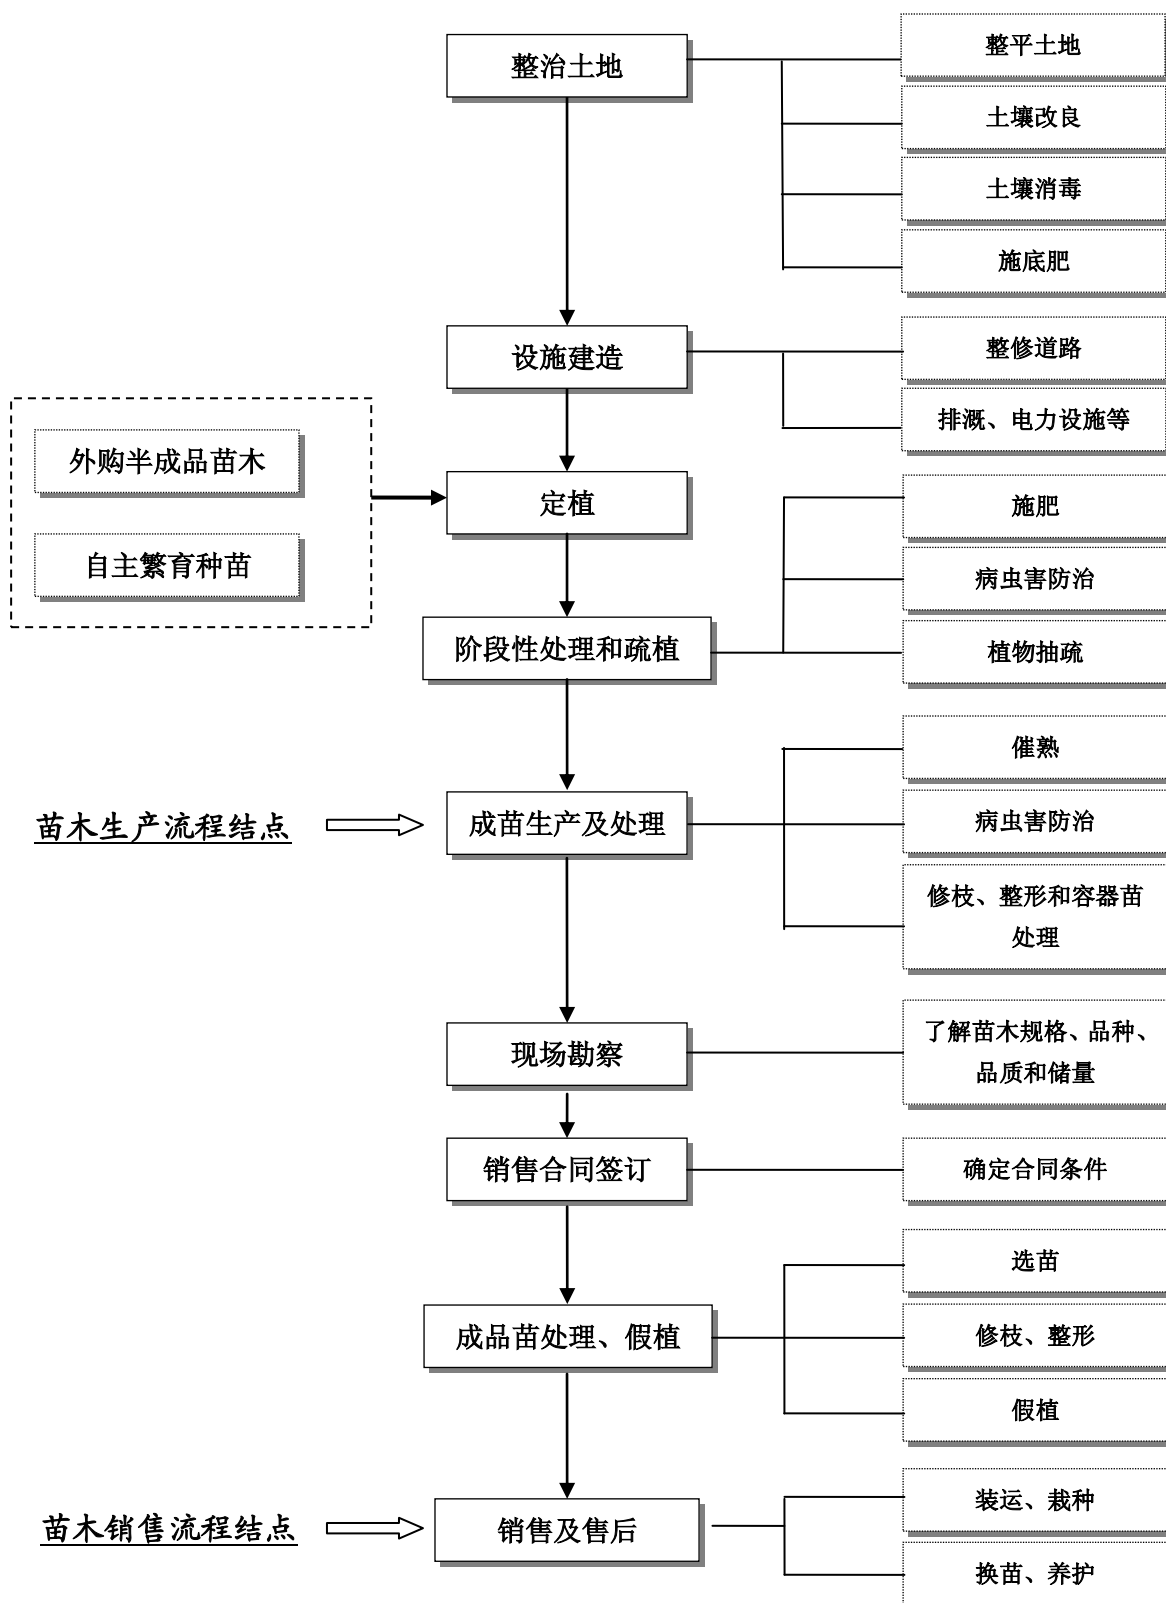 整治土地
整平土地
土壤改良
土壤消毒
施底肥
设施建造
整修道路
排溉、电力设施等
外购半成品苗木
自主繁育种苗
定植
施肥
病虫害防治
植物抽疏
阶段性处理和疏植
催熟
苗木生产流程结点
成苗生产及处理
病虫害防治
修枝、整形和容器苗
处理
现场勘察
了解苗木规格、品种、
品质和储量
销售合同签订
确定合同条件
选苗
成品苗处理、假植
修枝、整形
假植
装运、栽种
苗木销售流程结点
销售及售后
换苗、养护